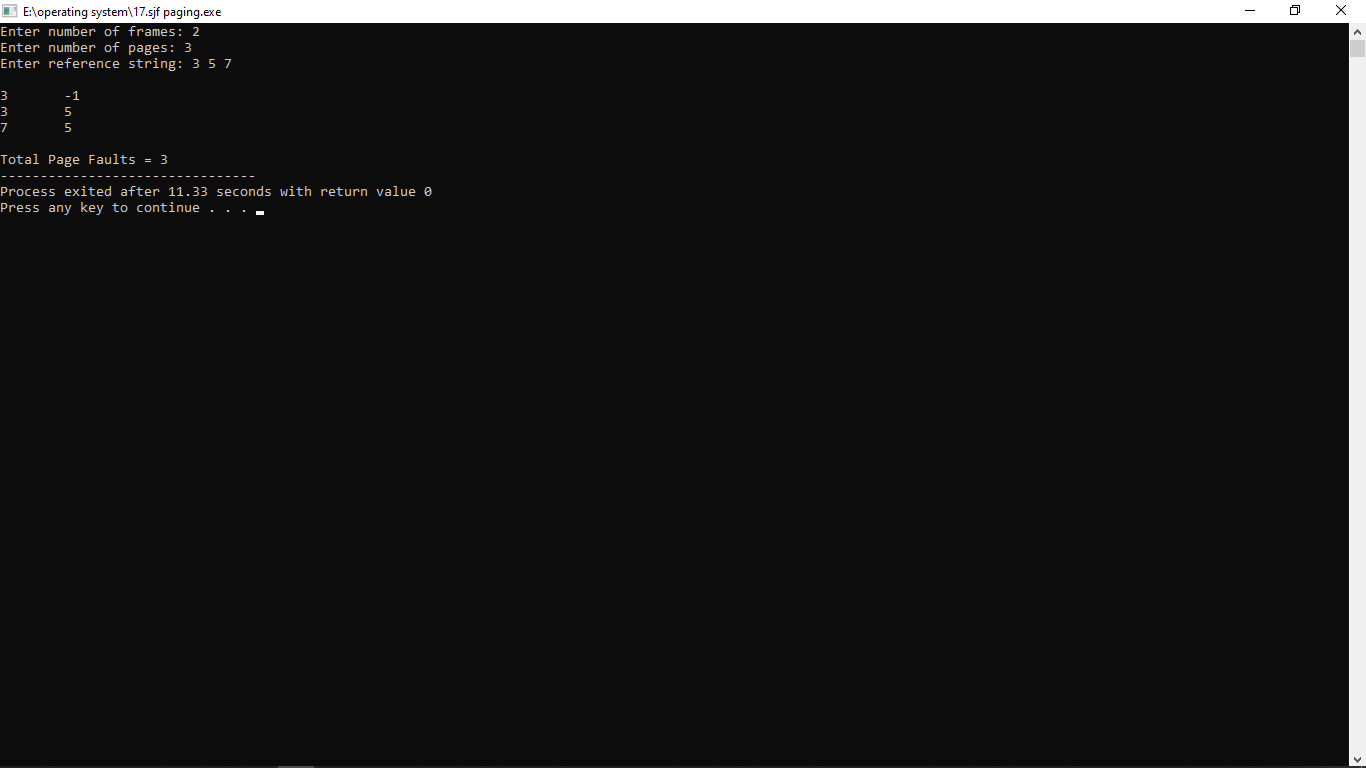 E:\operating system\17.sjf paging.exe
Enter number of frames: 2
Enter number of pages: 3
Enter reference string: 3 5 7
3 -1
3 5
7 5
Total Page Faults = 3
--------------------------------
Process exited after 11.33 seconds with return value 0
Press any key to continue . . .